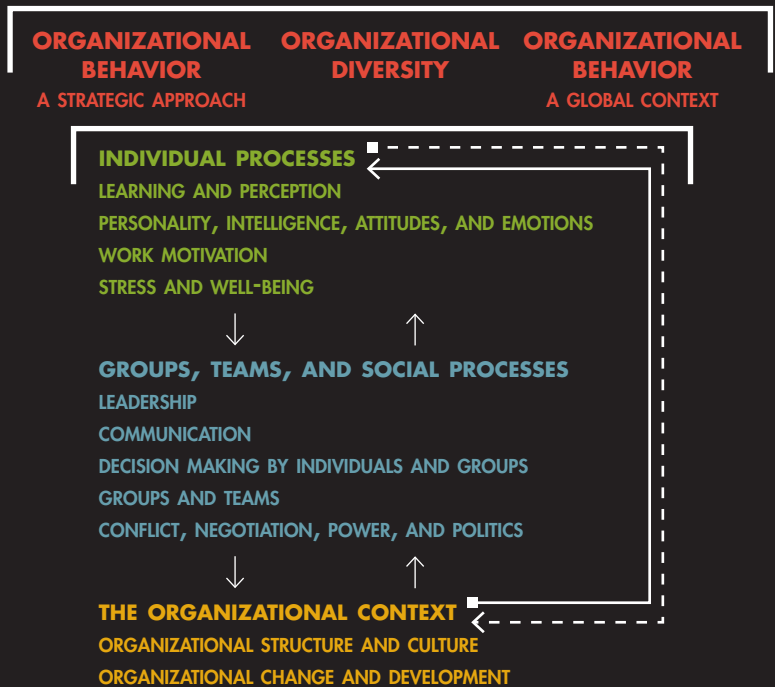 ORGANIZATIONAL BEHAVIOR
A STRATEGIC APPROACH
ORGANIZATIONAL DIVERSITY
ORGANIZATIONAL BEHAVIOR
A GLOBAL CONTEXT
INDIVIDUAL PROCESSES
LEARNING AND PERCEPTION
PERSONALITY, INTELLIGENCE, ATTITUDES, AND EMOTIONS
WORK MOTIVATION
STRESS AND WELL-BEING
GROUPS, TEAMS, AND SOCIAL PROCESSES
LEADERSHIP
COMMUNICATION
DECISION MAKING BY INDIVIDUALS AND GROUPS
GROUPS AND TEAMS
CONFLICT, NEGOTIATION, POWER, AND POLITICS
THE ORGANIZATIONAL CONTEXT
ORGANIZATIONAL STRUCTURE AND CULTURE
ORGANIZATIONAL CHANGE AND DEVELOPMENT